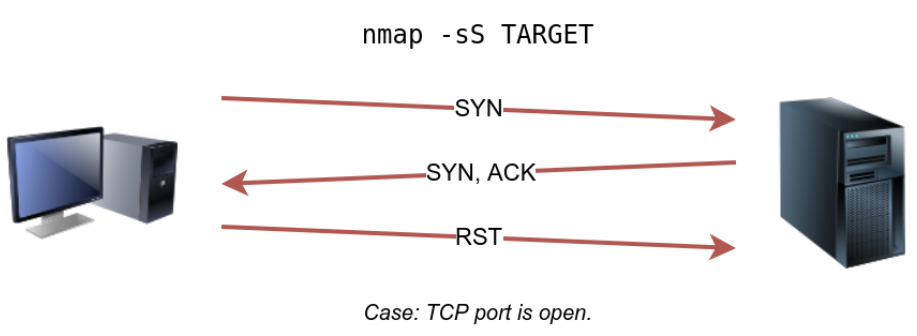 nmap -sS TARGET
SYN
SYN, ACK
RST
Case: TCP port is open.